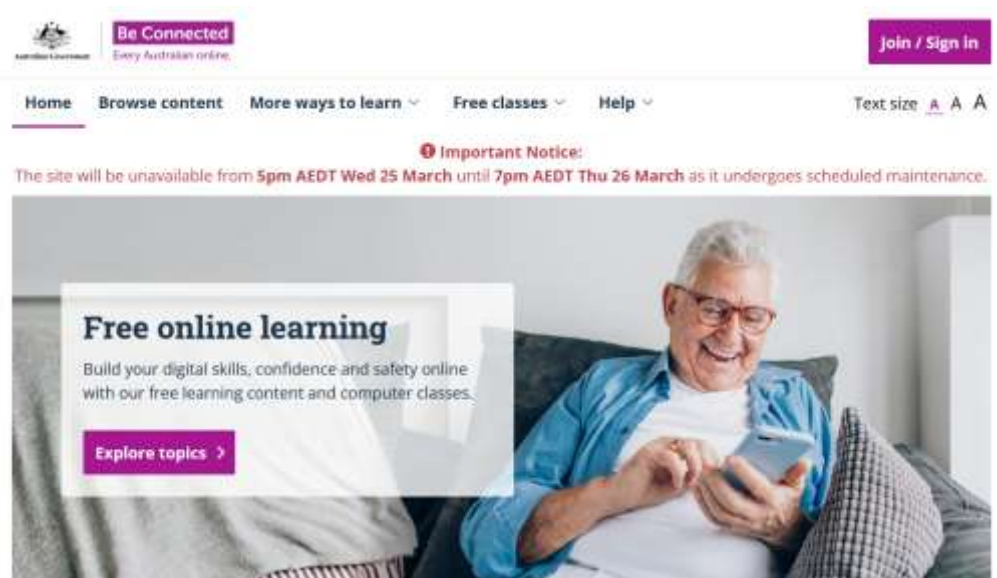 Australian Government
Be Connected
Every Australian online.
Join / Sign in
Home
Browse content
More ways to learn
Free classes
Help
Text size A A A
Important Notice:
The site will be unavailable from 5pm AEDT Wed 25 March until 7pm AEDT Thu 26 March as it undergoes scheduled maintenance.
Free online learning
Build your digital skills, confidence and safety online
with our free learning content and computer classes.
Explore topics